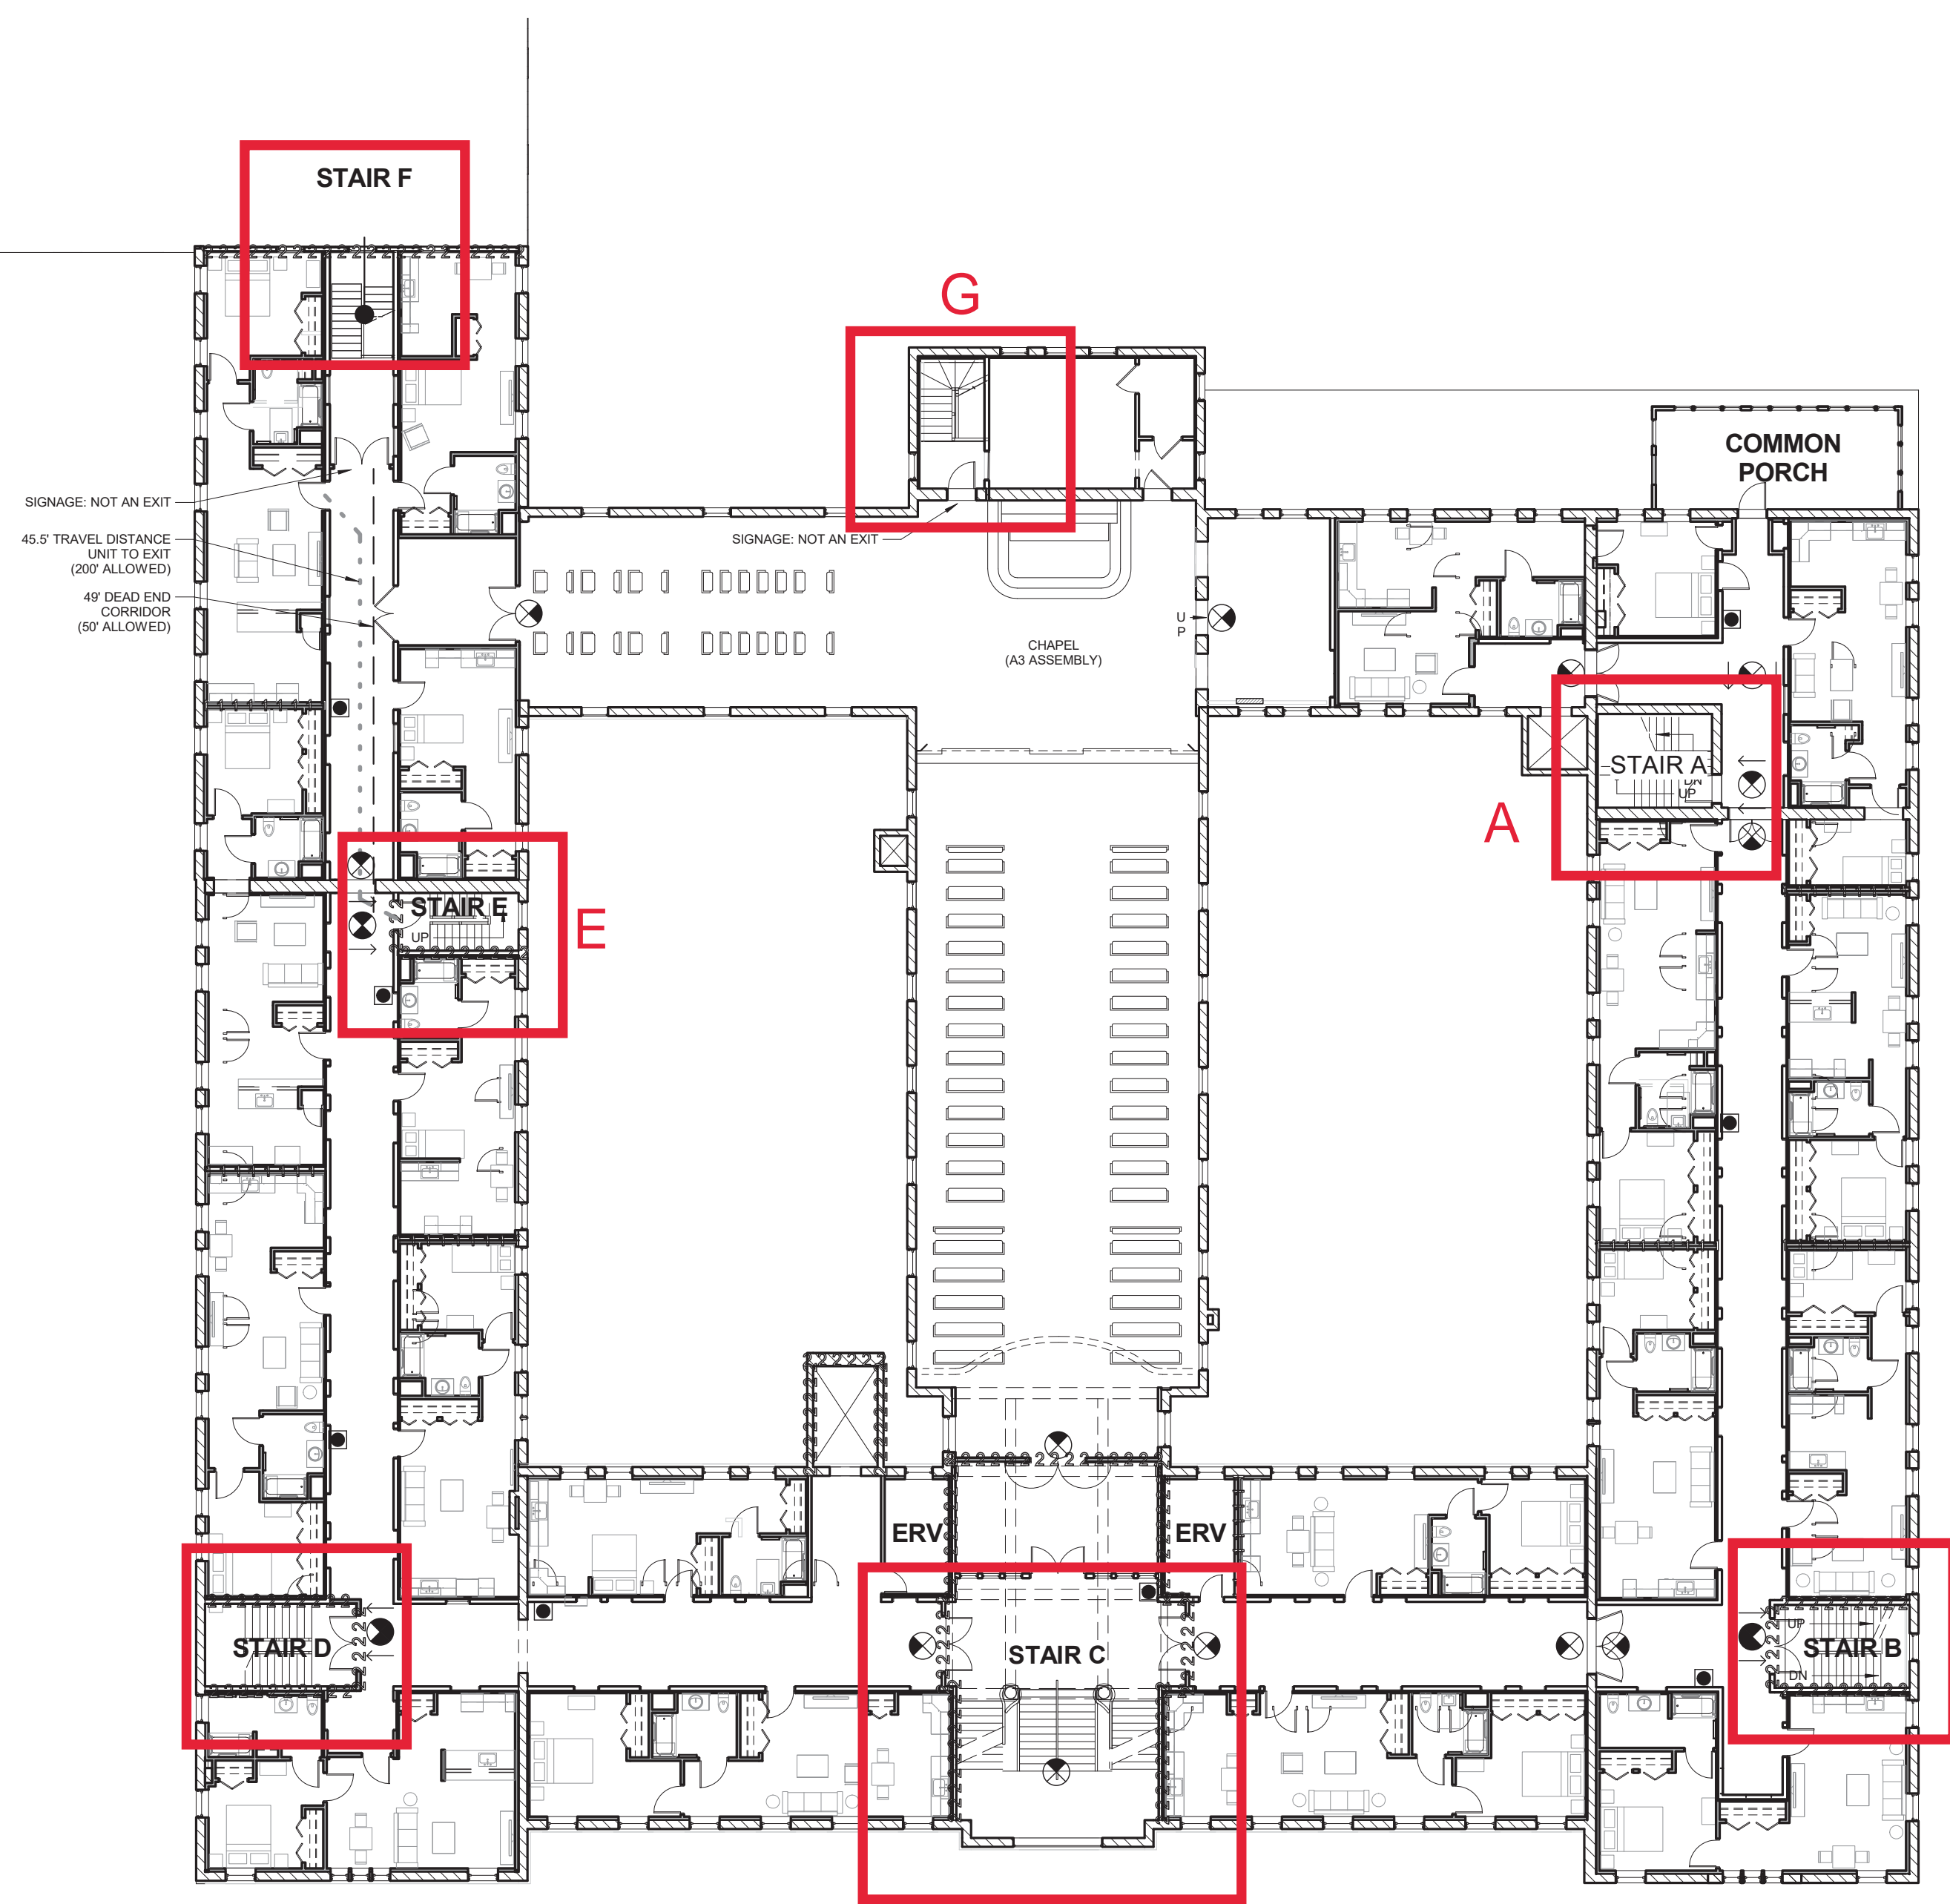 STAIR F
G
COMMON
PORCH
SIGNAGE: NOT AN EXIT
45.5' TRAVEL DISTANCE
UNIT TO EXIT
(200' ALLOWED)
49' DEAD END
CORRIDOR
(50' ALLOWED)
SIGNAGE: NOT AN EXIT
U
P
CHAPEL
(A3 ASSEMBLY)
STAIR A
DN
UP
A
STAIR E
UP
E
ERV
ERV
STAIR D
STAIR C
UP
STAIR B
DN